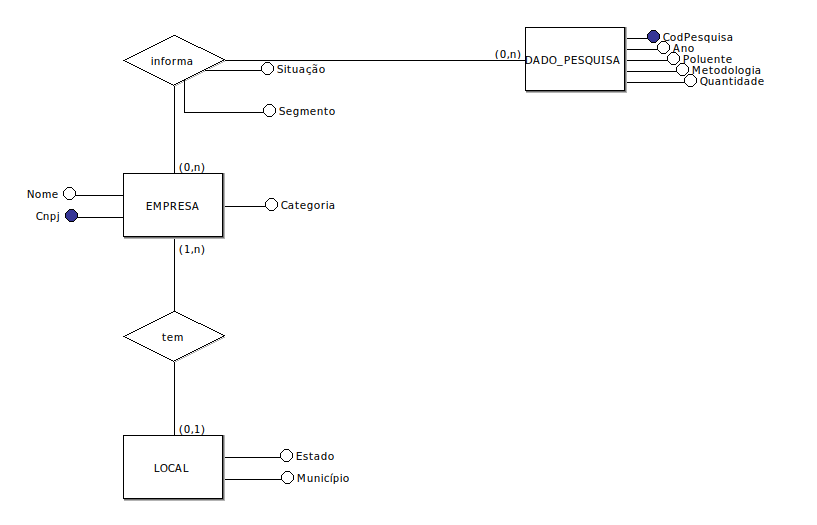 informa
(0,n)
DADO_PESQUISA
CodPesquisa
Ano
Poluente
Metodologia
Quantidade
Situação
Segmento
(0,n)
Nome
Cnpj
EMPRESA
Categoria
(1,n)
tem
(0,1)
LOCAL
Estado
Município